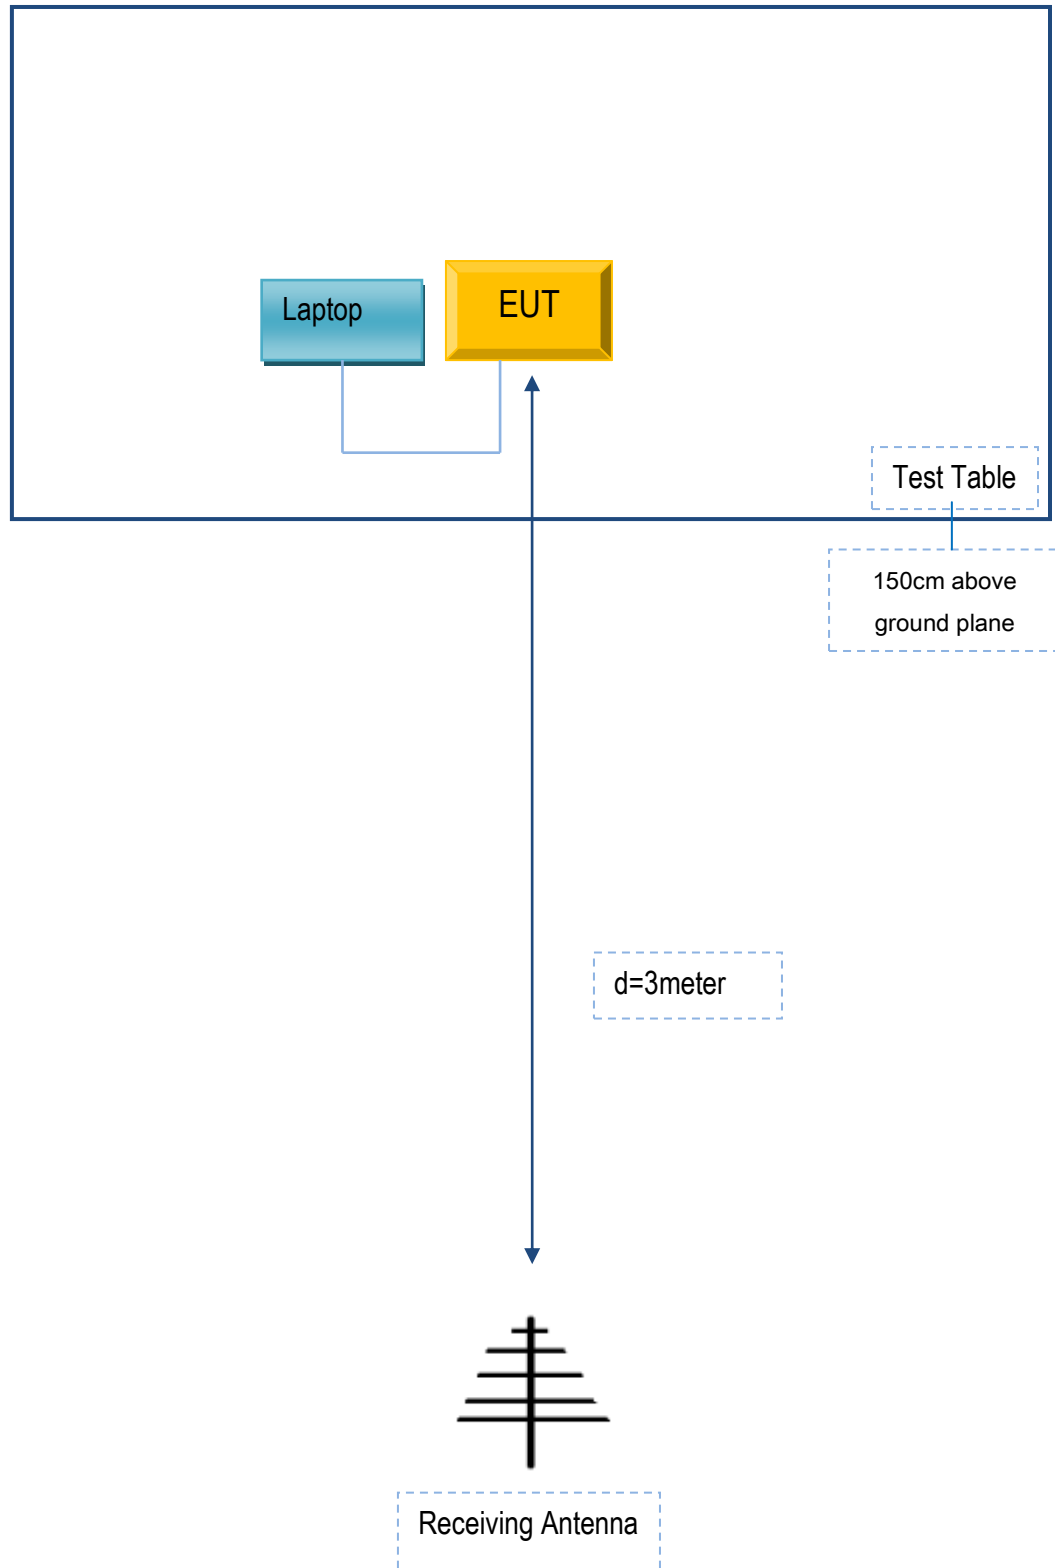 Laptop
EUT
Test Table
150cm above
ground plane
d=3meter
Receiving Antenna